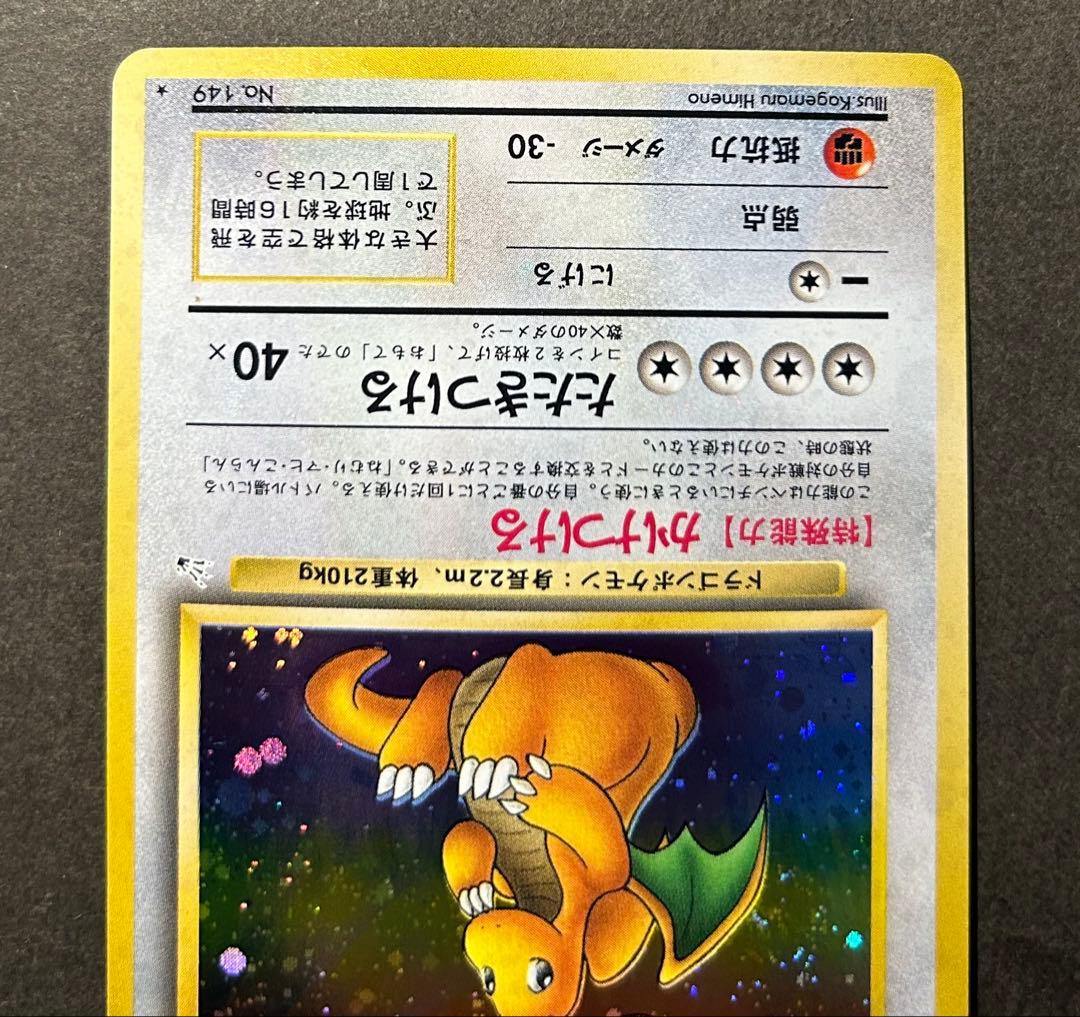 ドラゴンポケモン：身長2.2m、体重210kg
【特殊能力】かけつける
この能力はベンチにいるときに使う。自分の番ごとに1回だけ使える。バトル場にいる
自分の対戦ポケモンとこのカードとを交換することができる。「ねむり・マヒ・こんらん」
状態の時、この力は使えない。
たたきつける
コインを2枚投げて、「おもて」のでた
数×40のダメージ。
40×
にげる
弱点
抵抗力 ダメージ -30
大きな体格で空を飛
ぶ。地球を約16時間
で1周してしまう。
Illus.Kagemaru Himeno
No.149 ★